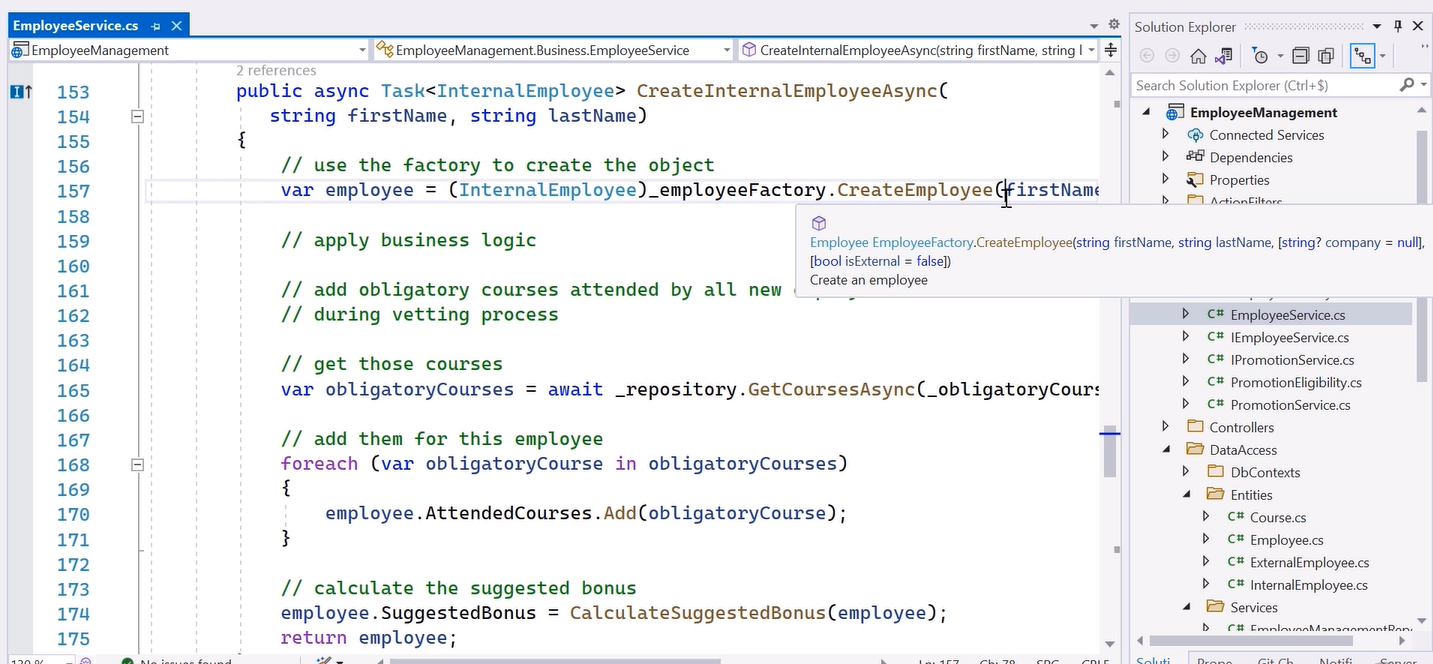 EmployeeService.cs
EmployeeManagement
EmployeeManagement.Business.EmployeeService
CreateInternalEmployeeAsync(string firstName, string l
2 references
153 public async Task<InternalEmployee> CreateInternalEmployeeAsync(
154 string firstName, string lastName)
155 {
156 // use the factory to create the object
157 var employee = (InternalEmployee)_employeeFactory.CreateEmployee(firstName
158
159 // apply business logic
160
161 // add obligatory courses attended by all new
162 // during vetting process
163
164 // get those courses
165 var obligatoryCourses = await _repository.GetCoursesAsync(_obligatoryCours
166
167 // add them for this employee
168 foreach (var obligatoryCourse in obligatoryCourses)
169 {
170 employee.AttendedCourses.Add(obligatoryCourse);
171 }
172
173 // calculate the suggested bonus
174 employee.SuggestedBonus = CalculateSuggestedBonus(employee);
175 return employee;
Employee EmployeeFactory.CreateEmployee(string firstName, string lastName, [string? company = null],
[bool isExternal = false])
Create an employee
130 %
No issues found
Ln: 157 Ch: 78 SPC CRLF
Solution Explorer
Search Solution Explorer (Ctrl+$)
EmployeeManagement
Connected Services
Dependencies
Properties
ActionFilters
C# EmployeeService.cs
C# IEmployeeService.cs
C# IPromotionService.cs
C# PromotionEligibility.cs
C# PromotionService.cs
Controllers
DataAccess
DbContexts
Entities
C# Course.cs
C# Employee.cs
C# ExternalEmployee.cs
C# InternalEmployee.cs
Services
C# EmployeeManagementRep
Soluti... Prope... Git Ch... Notifi... Server...